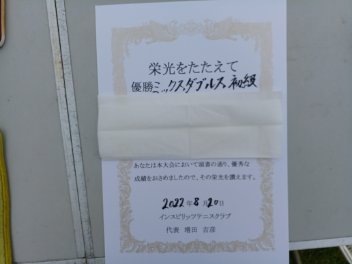 栄光をたたえて
優勝ミックスダブルス初級
あなたは本大会において頭書の通り、優秀な
成績をおさめましたので、その栄光を讃えます。
2022年8月20日
インスピリッツテニスクラブ
代表 増田 吉彦